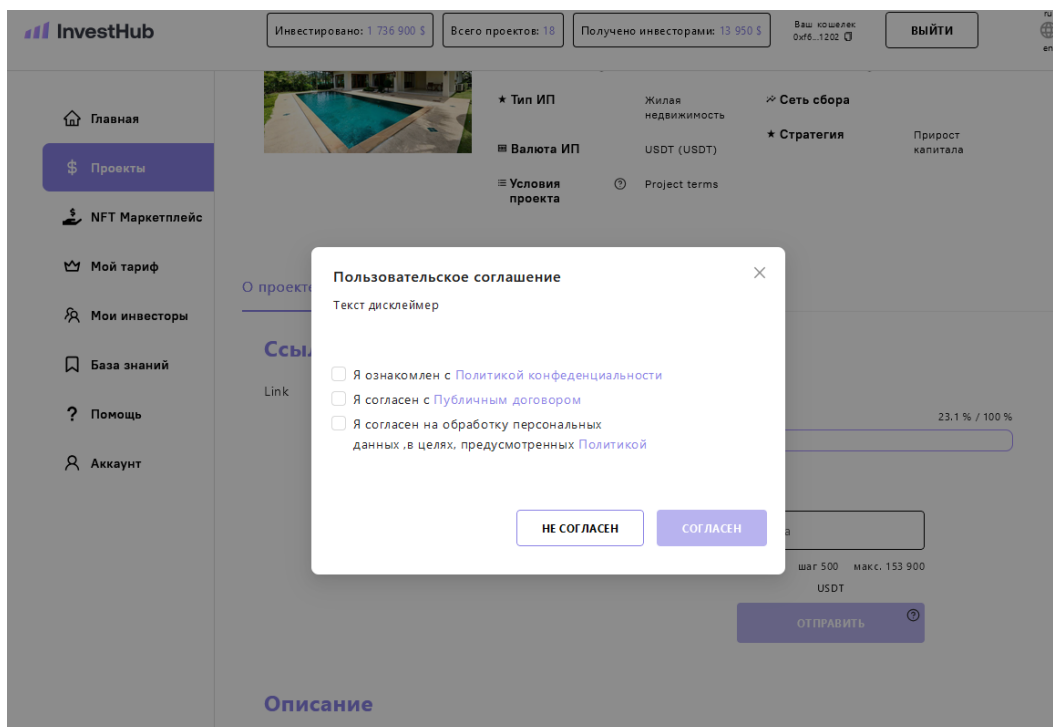 InvestHub
Инвестировано: 1 736 900 $
Всего проектов: 18
Получено инвесторами: 13 950 $
Ваш кошелек
0xf6...1202
ВЫЙТИ
ru
en
Главная
Проекты
NFT Маркетплейс
Мой тариф
Мои инвесторы
База знаний
Помощь
Аккаунт
Тип ИП
Жилая
недвижимость
Сеть сбора
Стратегия
Прирост
капитала
Валюта ИП
USDT (USDT)
Условия
проекта
Project terms
О проекте
Link
Пользовательское соглашение
Текст дисклеймер
Я ознакомлен с Политикой конфеденциальности
Я согласен с Публичным договором
Я согласен на обработку персональных
данных ,в целях, предусмотренных Политикой
НЕ СОГЛАСЕН
СОГЛАСЕН
23.1 % / 100 %
шаг 500 макс. 153 900
USDT
ОТПРАВИТЬ
Описание